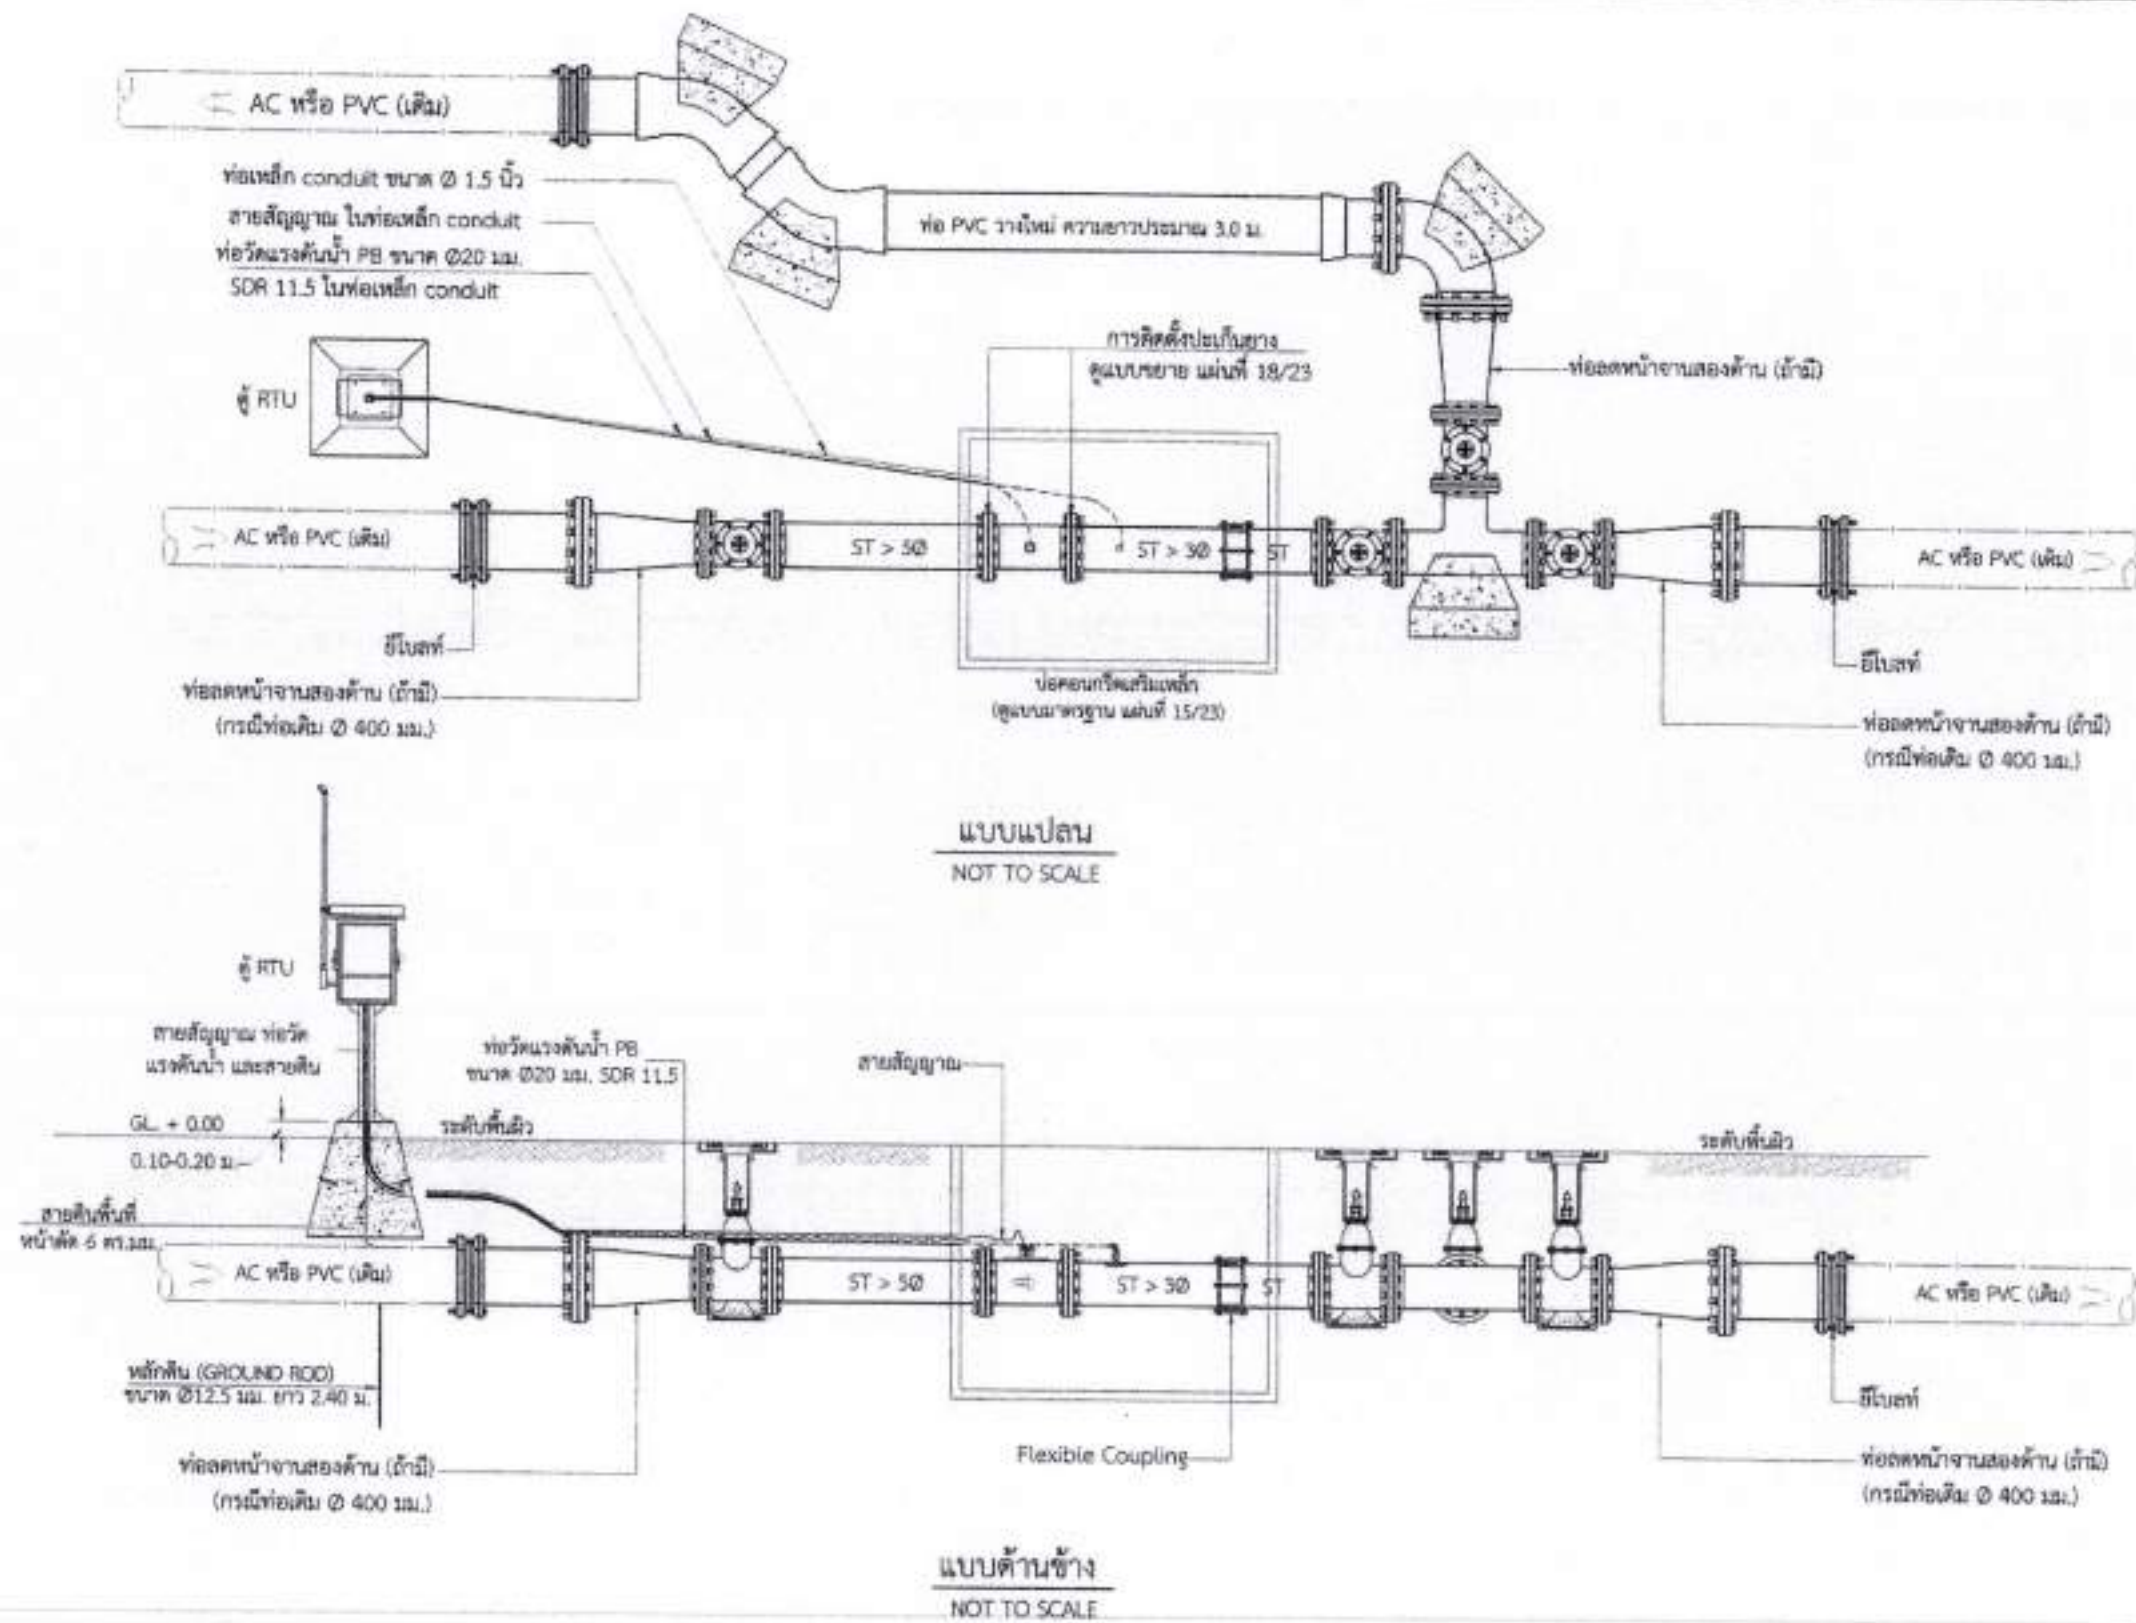 AC หรือ PVC (เดิม)
ท่อเหล็ก conduit ขนาด Ø 1.5 นิ้ว
สายสัญญาณ ในท่อเหล็ก conduit
ท่อวัดแรงดันน้ำ PB ขนาด Ø20 มม.
SDR 11.5 ในท่อเหล็ก conduit
ท่อ PVC วางใหม่ ความยาวประมาณ 3.0 ม.
ตู้ RTU
การติดตั้งปะเก็นยาง
ดูแบบขยาย แผ่นที่ 18/23
ท่อลดหน้าจานสองด้าน (ถ้ามี)
AC หรือ PVC (เดิม)
ST > 5Ø
ST > 3Ø
ST
AC หรือ PVC (เดิม)
ยีโบลท์
ท่อลดหน้าจานสองด้าน (ถ้ามี)
(กรณีท่อเดิม Ø 400 มม.)
บ่อคอนกรีตเสริมเหล็ก
(ดูแบบมาตรฐาน แผ่นที่ 15/23)
ยีโบลท์
ท่อลดหน้าจานสองด้าน (ถ้ามี)
(กรณีท่อเดิม Ø 400 มม.)
แบบแปลน
NOT TO SCALE
ตู้ RTU
สายสัญญาณ ท่อวัด
แรงดันน้ำ และสายดิน
ท่อวัดแรงดันน้ำ PB
ขนาด Ø20 มม. SDR 11.5
สายสัญญาณ
GL. + 0.00
0.10-0.20 ม.
ระดับพื้นผิว
ระดับพื้นผิว
สายดินพื้นที่
หน้าตัด 6 ตร.มม.
AC หรือ PVC (เดิม)
ST > 5Ø
ST > 3Ø
ST
AC หรือ PVC (เดิม)
หลักดิน (GROUND ROD)
ขนาด Ø12.5 มม. ยาว 2.40 ม.
ท่อลดหน้าจานสองด้าน (ถ้ามี)
(กรณีท่อเดิม Ø 400 มม.)
Flexible Coupling
ยีโบลท์
ท่อลดหน้าจานสองด้าน (ถ้ามี)
(กรณีท่อเดิม Ø 400 มม.)
แบบด้านข้าง
NOT TO SCALE